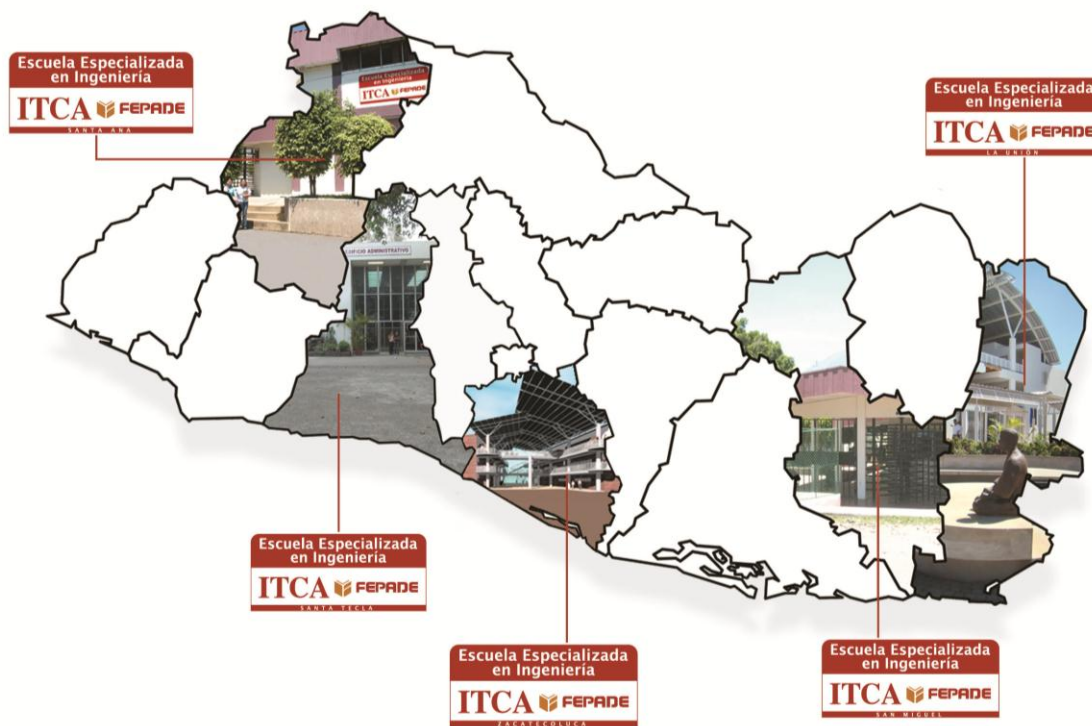 Escuela Especializada
en Ingeniería
ITCA FEPADE
SANTA ANA
Escuela Especializada
en Ingeniería
ITCA FEPADE
Escuela Especializada
en Ingeniería
ITCA FEPADE
LA UNIÓN
EDIFICIO ADMINISTRATIVO
Escuela Especializada
en Ingeniería
ITCA FEPADE
SANTA TECLA
Escuela Especializada
en Ingeniería
ITCA FEPADE
ZACATECOLUCA
Escuela Especializada
en Ingeniería
ITCA FEPADE
SAN MIGUEL